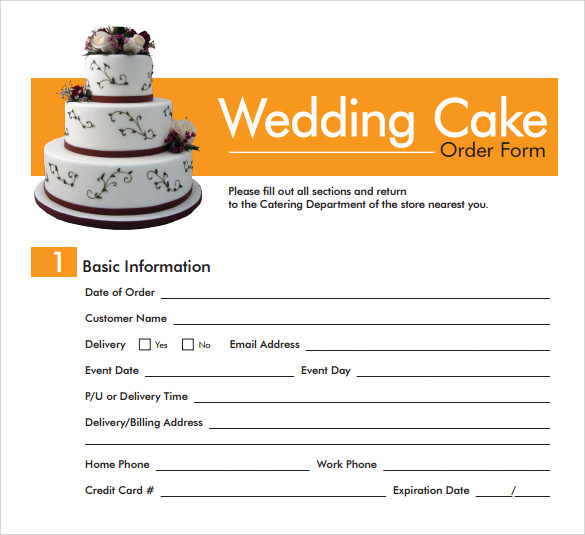 Wedding Cake
Order Form
Please fill out all sections and return
to the Catering Department of the store nearest you.
1 Basic Information
Date of Order
Customer Name
Delivery Yes No Email Address
Event Date Event Day
P/U or Delivery Time
Delivery/Billing Address
Home Phone Work Phone
Credit Card # Expiration Date /